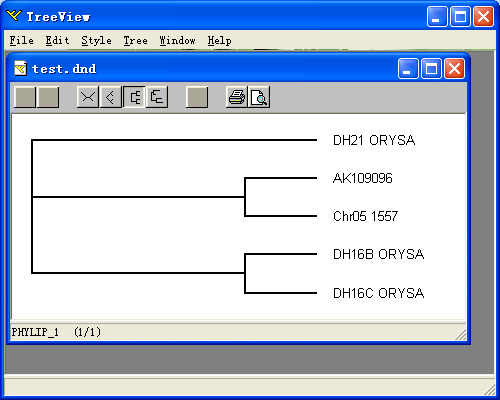 TreeView
File Edit Style Tree Window Help
test.dnd
DH21 ORYSA
AK109096
Chr05 1557
DH16B ORYSA
DH16C ORYSA
PHYLIP_1 (1/1)